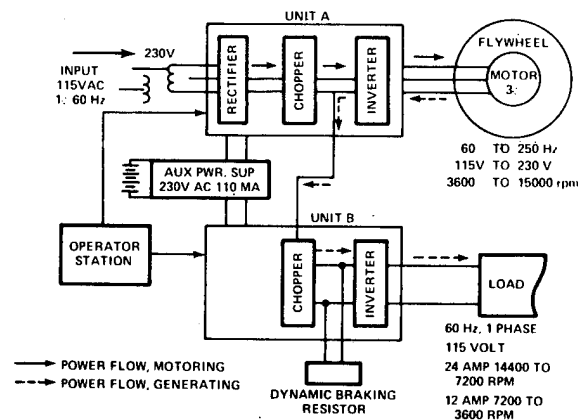 UNIT A
230V
INPUT
115VAC
1: 60 Hz
RECTIFIER
CHOPPER
INVERTER
FLYWHEEL
MOTOR
3:
60 TO 250 Hz
115V TO 230 V
3600 TO 15000 rpm
AUX PWR. SUP
230V AC 110 MA
UNIT B
OPERATOR
STATION
CHOPPER
INVERTER
LOAD
60 Hz, 1 PHASE
115 VOLT
24 AMP 14400 TO
7200 RPM
12 AMP 7200 TO
3600 RPM
POWER FLOW, MOTORING
POWER FLOW, GENERATING
DYNAMIC BRAKING
RESISTOR